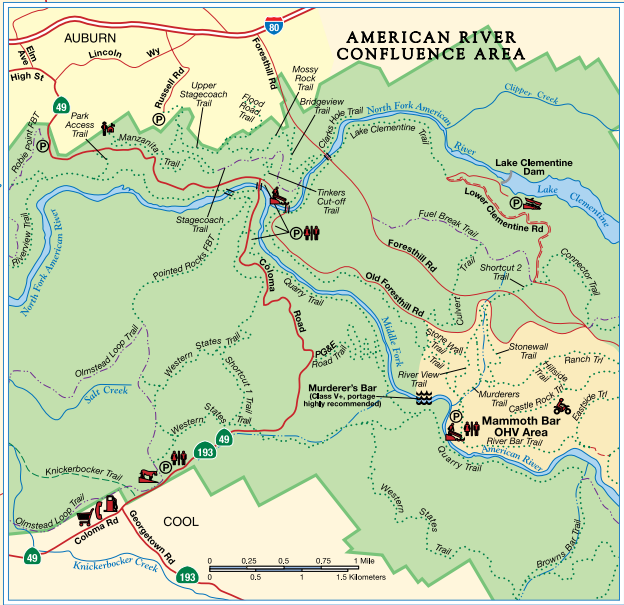 AMERICAN RIVER
CONFLUENCE AREA
80
AUBURN
Elm
Ave
Lincoln Wy
High St
49
Russell Rd
Foresthill Rd
Upper
Stagecoach
Trail
Flood
Road
Trail
Mossy
Rock
Trail
Bridgeview
Trail
Clarks Hole Trail
North Fork American
River
Clipper Creek
Lake Clementine
Trail
Lake Clementine
Dam
Lake Clementine
P
Lower Clementine Rd
Park
Access
Trail
Robie Point FBT
P
P
Manzanita
Trail
Tinkers
Cut-off
Trail
Stagecoach
Trail
P
Fuel Break Trail
Foresthill Rd
Riverview Trail
North Fork American
River
Pointed Rocks FBT
Coloma
Road
Quarry Trail
Old Foresthill Rd
Culvert
Trail
Shortcut 2
Trail
Connector
Trail
Middle Fork
Olmstead Loop Trail
Western States Trail
Shortcut Trail
PG&E
Road Trail
Stone Wall
Trail
Stonewall
Trail
River View
Trail
Ranch Trl
Hillside
Trail
Murderers
Trail
Castle Rock Trl
Eastside Trl
Murderer's Bar
(Class V+, portage
highly recommended)
P
Mammoth Bar
OHV Area
River Bar Trail
American River
Quarry Trail
Salt Creek
Western
States
Trail
49
193
P
Knickerbocker Trail
Olmstead Loop Trail
Coloma Rd
COOL
Georgetown Rd
Western
States
Trail
Browns Bar Trail
49
Knickerbocker Creek
193
0 0.25 0.5 0.75 1 Mile
0 0.5 1 1.5 Kilometers